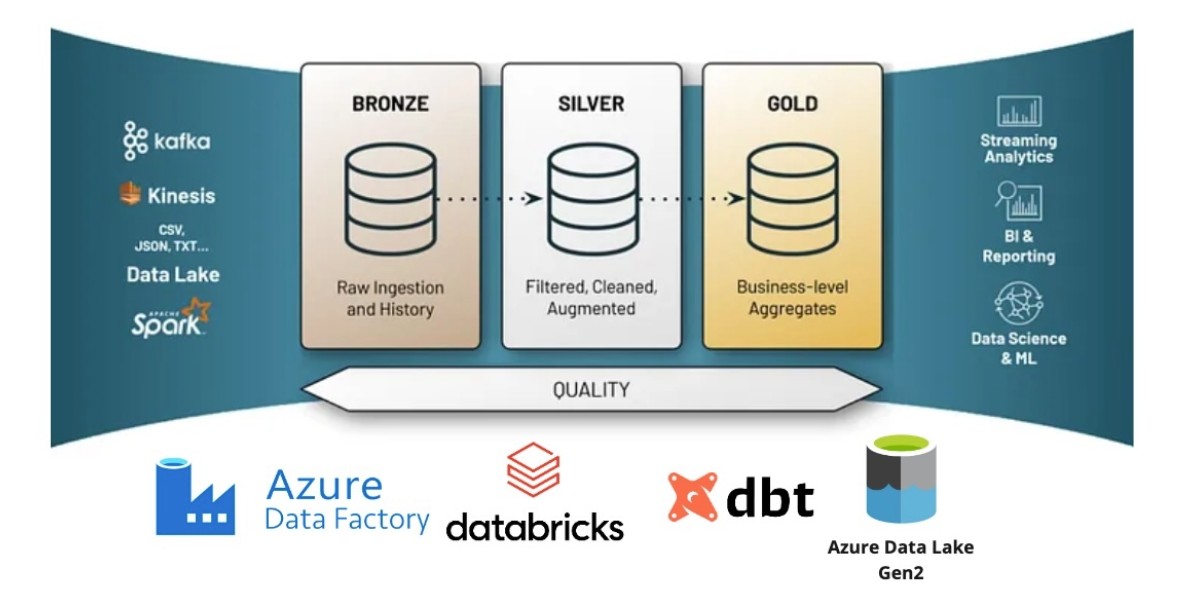 kafka
Kinesis
CSV,
JSON, TXT...
Data Lake
APACHE
Spark
BRONZE
Raw Ingestion
and History
SILVER
Filtered, Cleaned,
Augmented
GOLD
Business-level
Aggregates
QUALITY
Streaming
Analytics
BI &
Reporting
Data Science
& ML
Azure
Data Factory
databricks
dbt
Azure Data Lake
Gen2